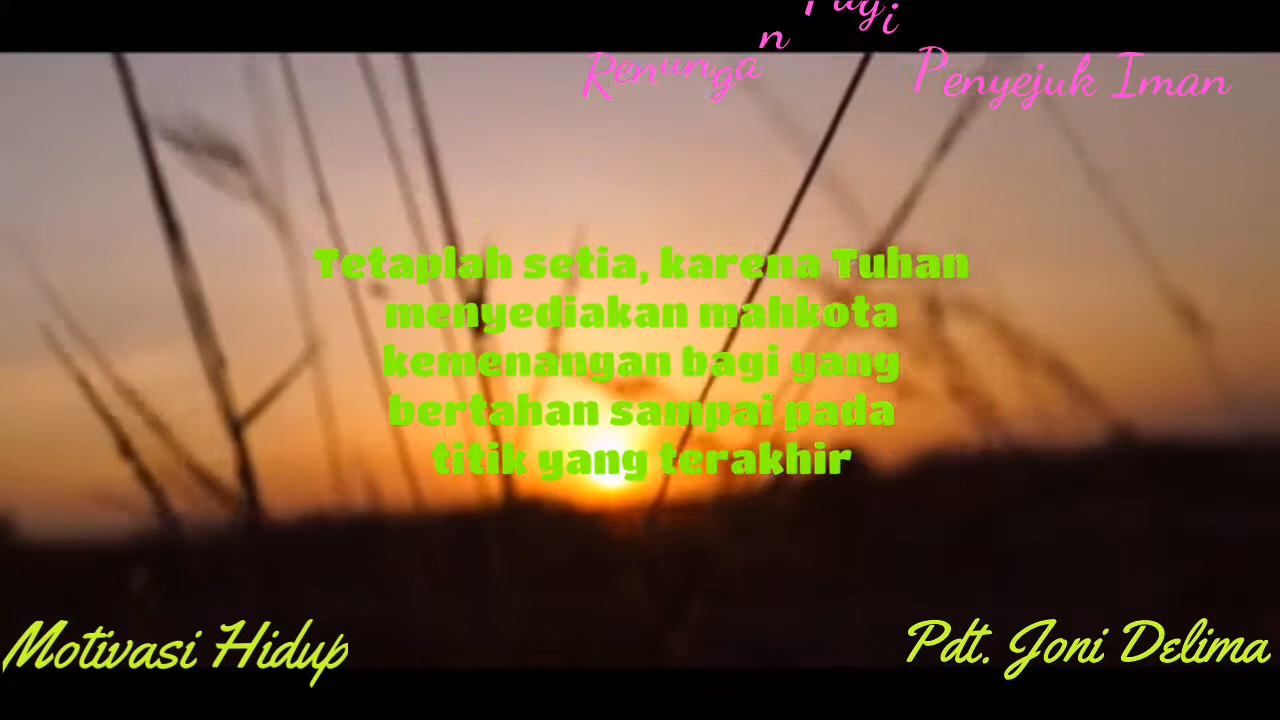 Renungan Pagi Penyejuk Iman
Tetaplah setia, karena Tuhan
menyediakan mahkota
kemenangan bagi yang
bertahan sampai pada
titik yang terakhir
Motivasi Hidup
Pdt. Joni Delima